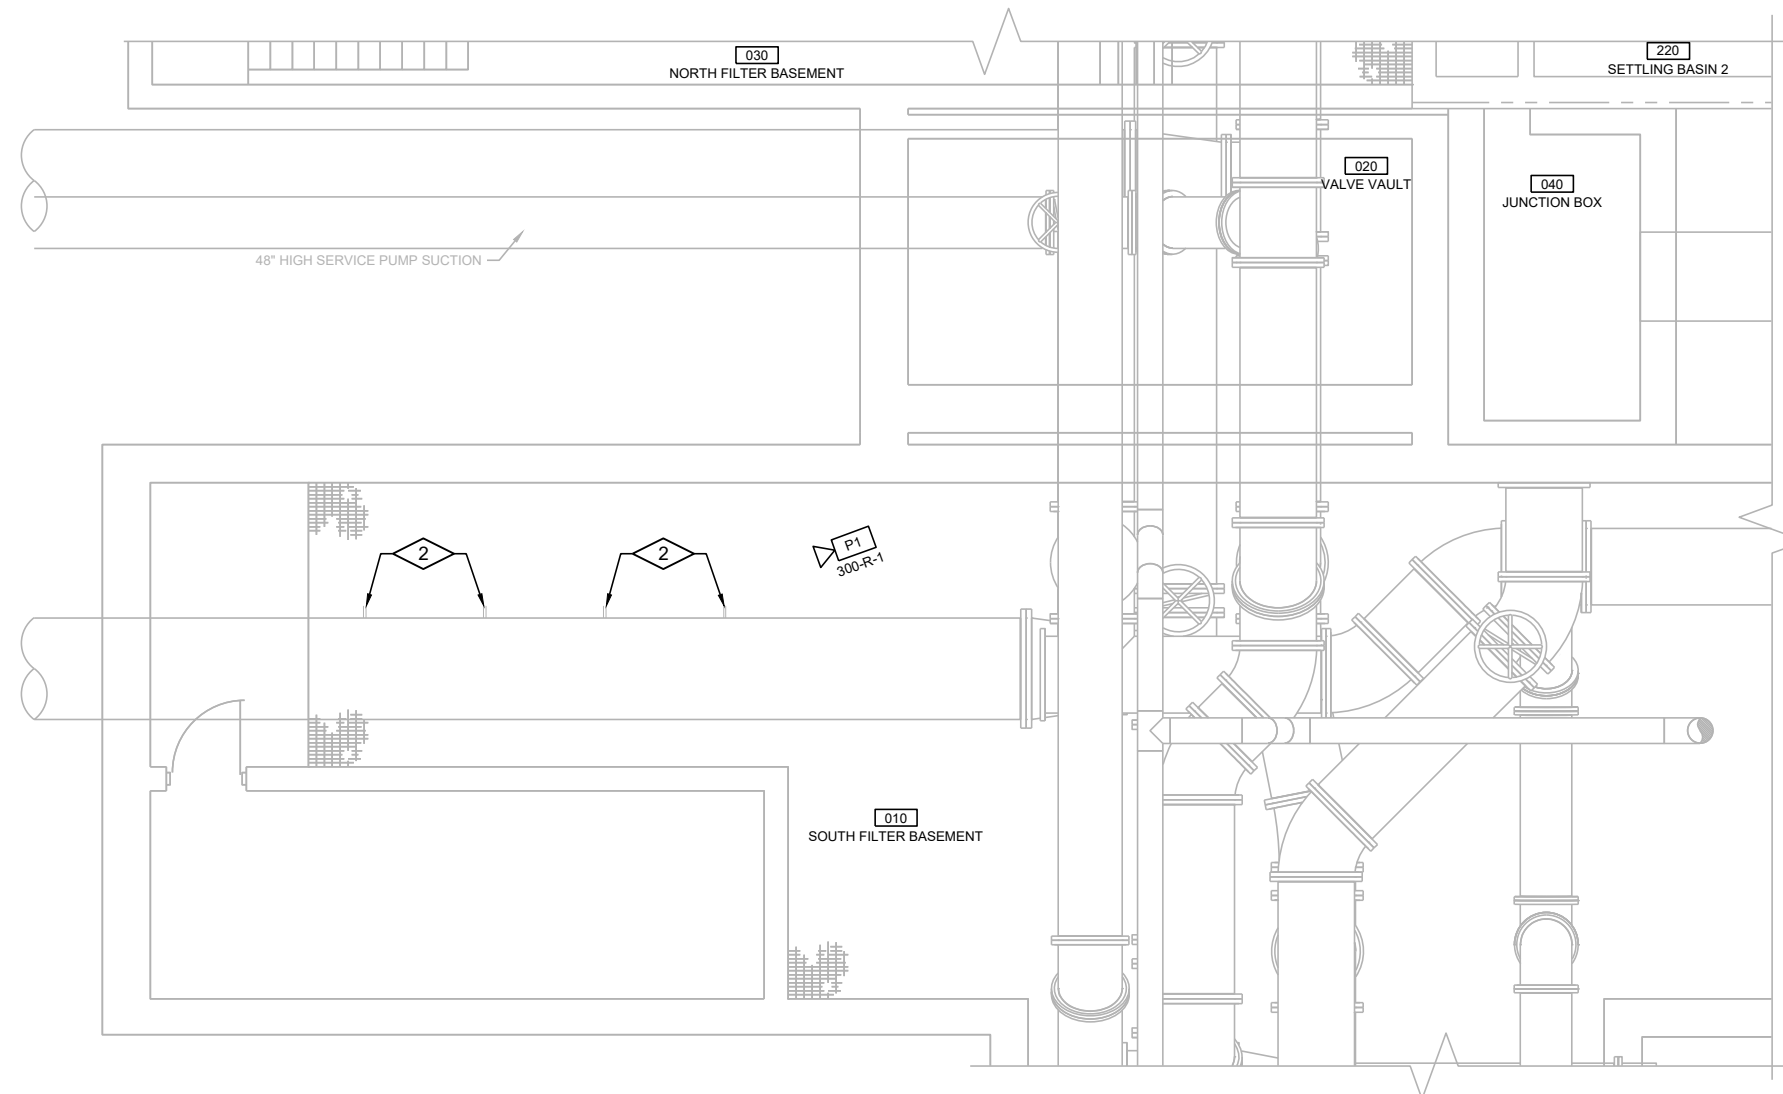 030
NORTH FILTER BASEMENT
220
SETTLING BASIN 2
020
VALVE VAULT
040
JUNCTION BOX
48" HIGH SERVICE PUMP SUCTION
2
2
P1
300-R-1
010
SOUTH FILTER BASEMENT